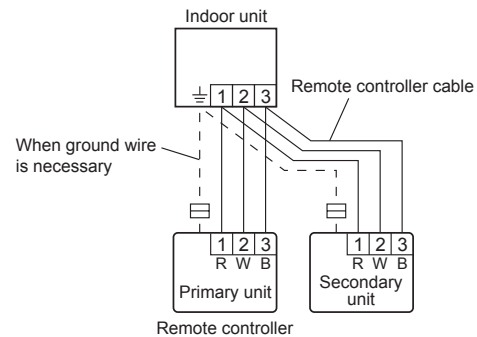 Indoor unit
1 2 3
Remote controller cable
When ground wire
is necessary
1 2 3
R W B
Primary unit
1 2 3
R W B
Secondary
unit
Remote controller